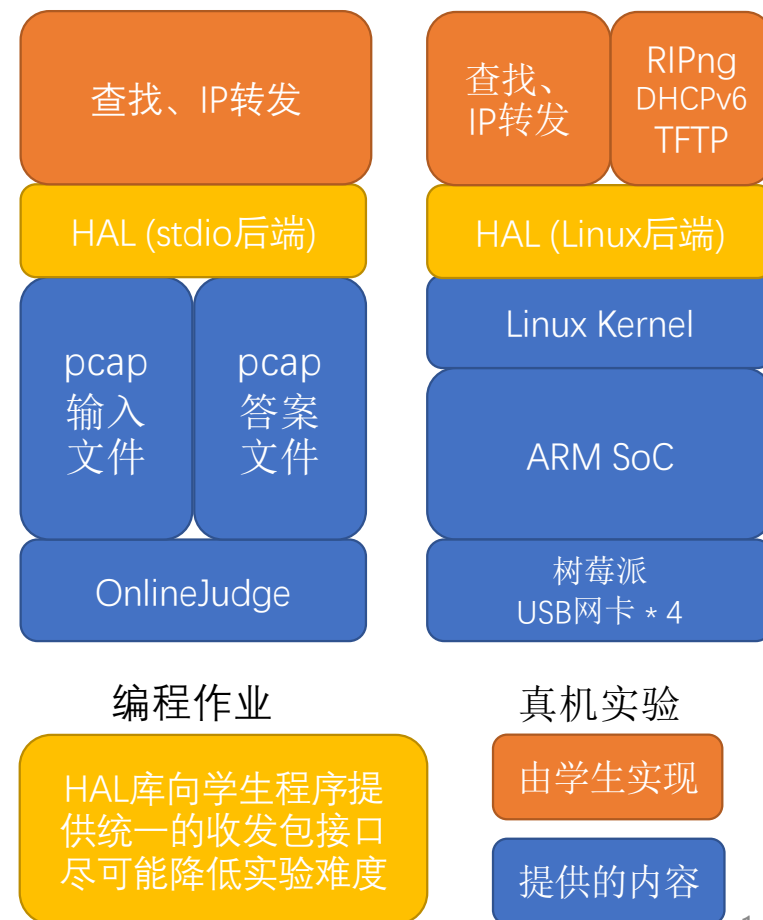 查找、IP转发
HAL (stdio后端)
pcap
输入
文件
pcap
答案
文件
OnlineJudge
编程作业
查找、
IP转发
RIPng
DHCPv6
TFTP
HAL (Linux后端)
Linux Kernel
ARM SoC
树莓派
USB网卡 * 4
真机实验
HAL库向学生程序提
供统一的收发包接口
尽可能降低实验难度
由学生实现
提供的内容